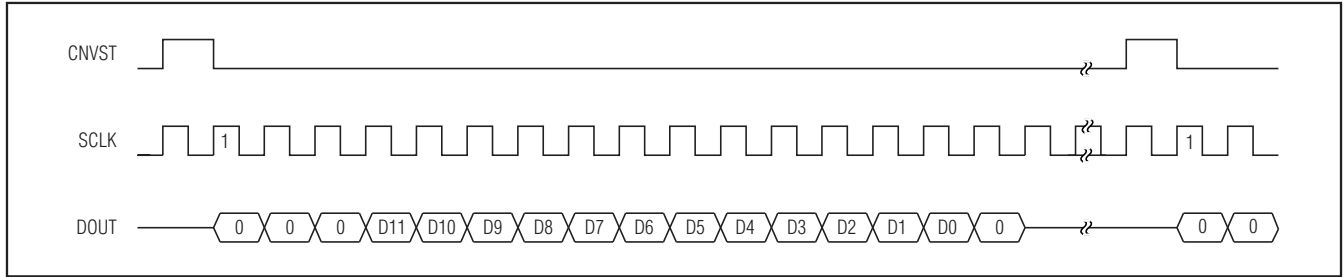 CNVST
SCLK 1 1
DOUT 0 0 0 D11 D10 D9 D8 D7 D6 D5 D4 D3 D2 D1 D0 0 0 0